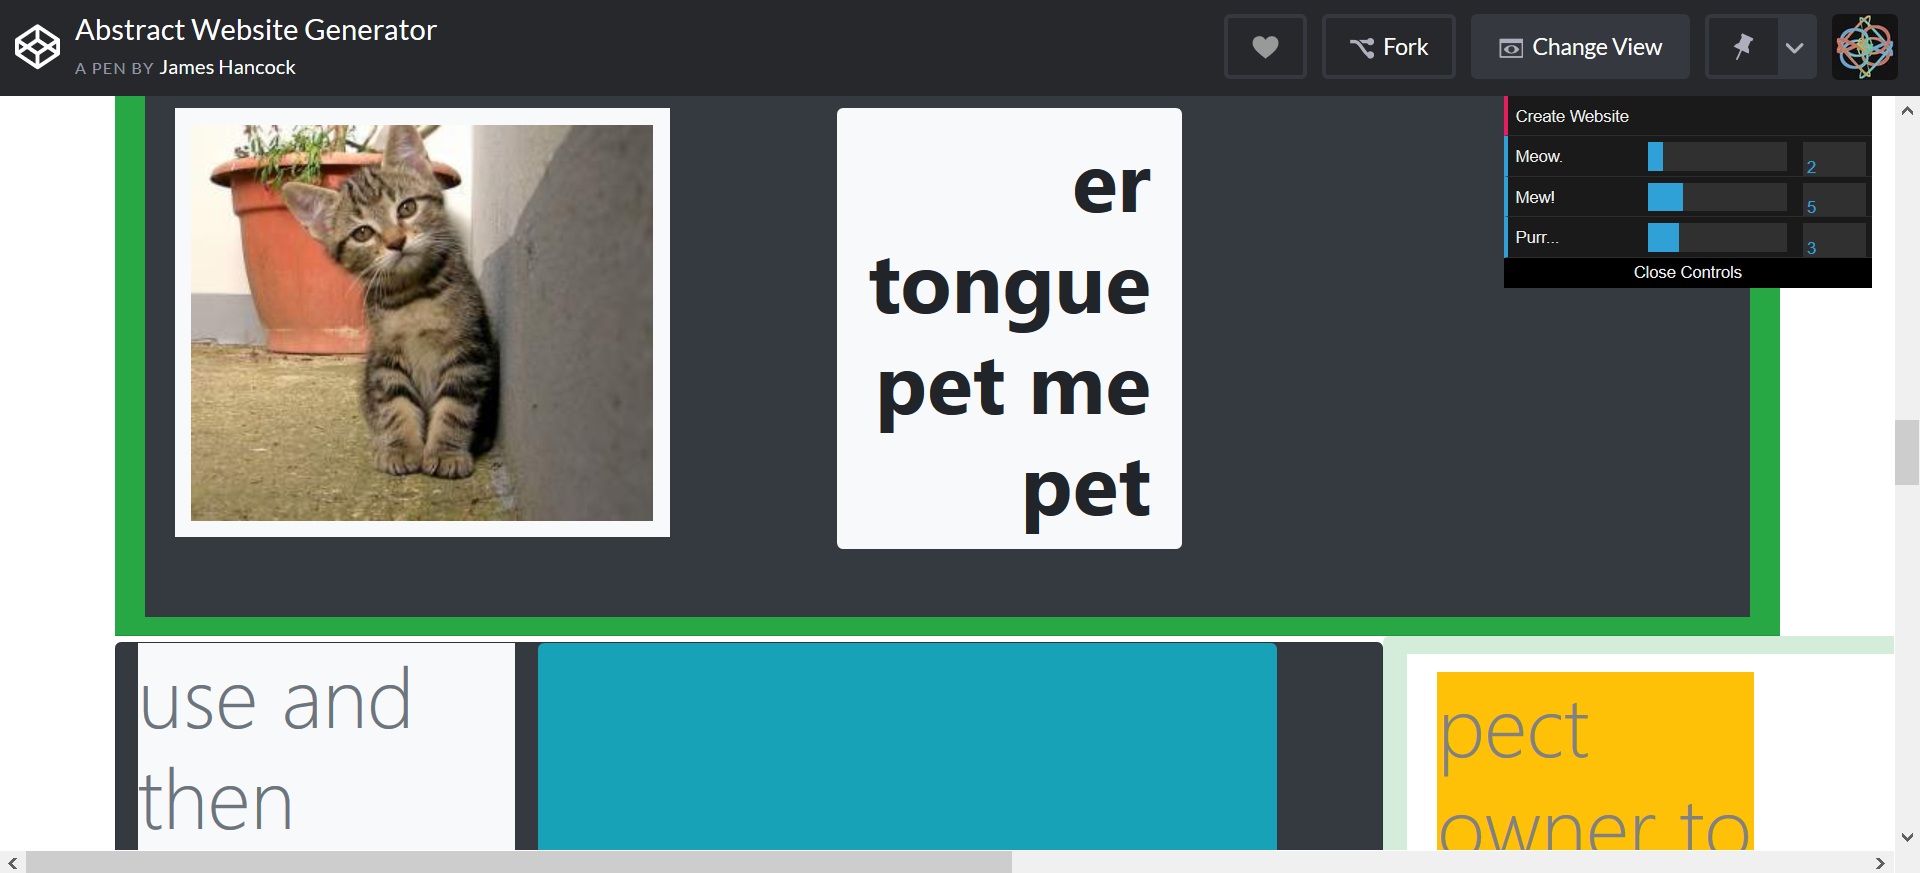 Abstract Website Generator
A PEN BY James Hancock
Fork
Change View
Create Website
Meow. 2
Mew! 5
Purr... 3
Close Controls
er
tongue
pet me
pet
use and
then
pect
owner to